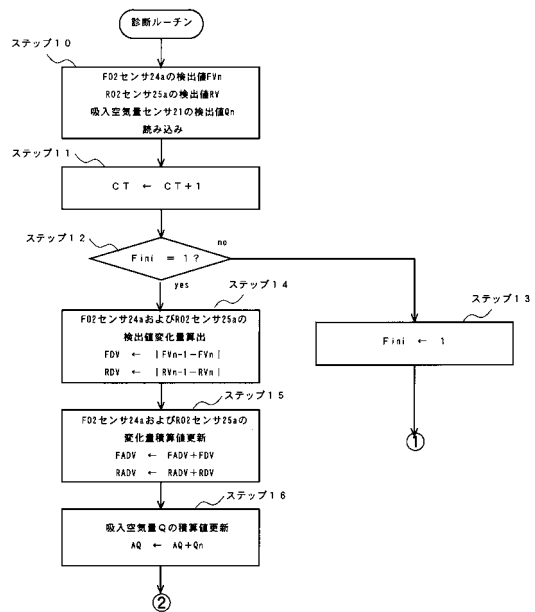 診断ルーチン
ステップ10
FO2センサ24aの検出値FVn
RO2センサ25aの検出値RV
吸入空気量センサ21の検出値Qn
読み込み
ステップ11
CT ← CT+1
ステップ12
Fini = 1?
no
yes
ステップ13
Fini ← 1
①
ステップ14
FO2センサ24aおよびRO2センサ25aの
検出値変化量算出
FDV ← |FVn-1-FVn|
RDV ← |RVn-1-RVn|
ステップ15
FO2センサ24aおよびRO2センサ25aの
変化量積算値更新
FADV ← FADV+FDV
RADV ← RADV+RDV
ステップ16
吸入空気量Qの積算値更新
AQ ← AQ+Qn
②